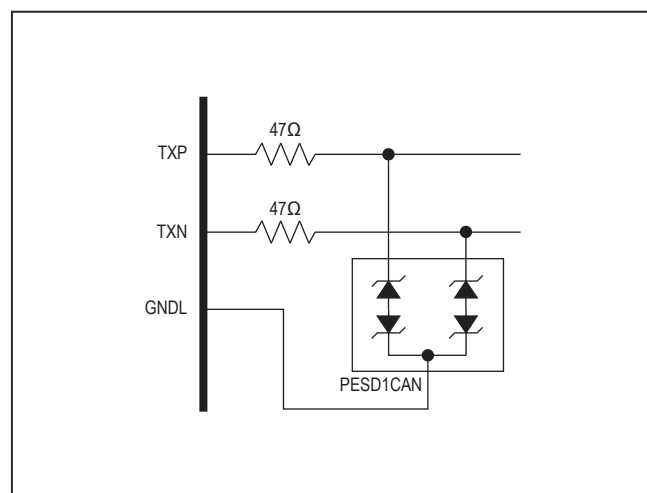 47Ω
TXP
47Ω
TXN
GNDL
PESD1CAN